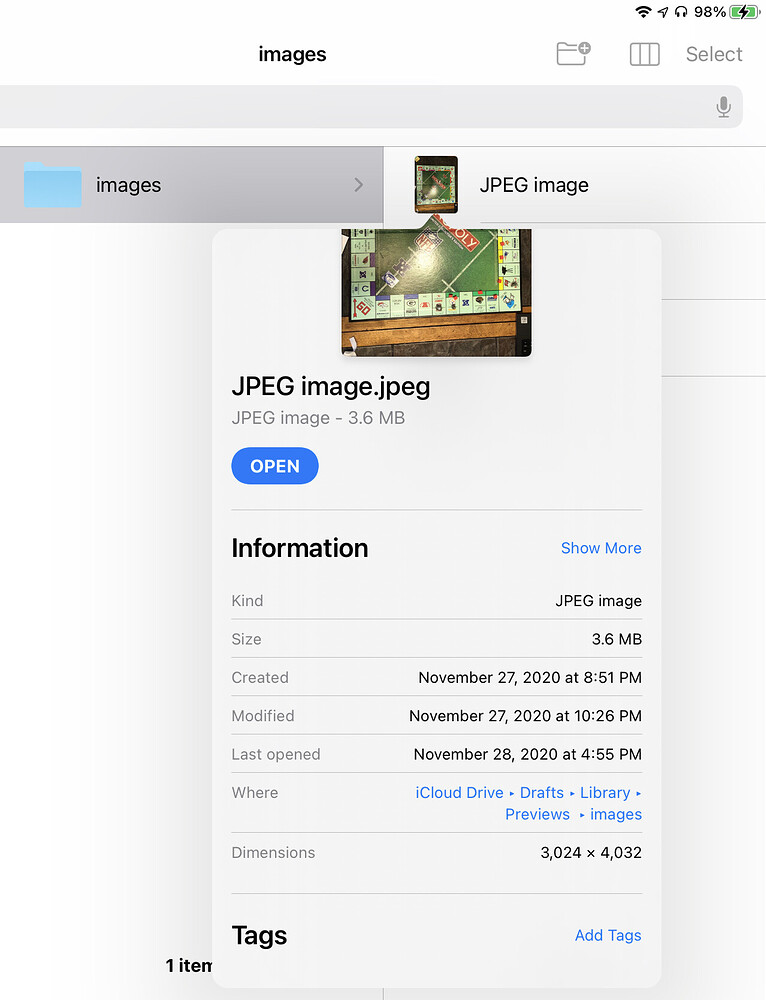 98%
images
Select
images
JPEG image
OPOLY
GO
JPEG image.jpeg
JPEG image - 3.6 MB
OPEN
Information
Show More
Kind
JPEG image
Size
3.6 MB
Created
November 27, 2020 at 8:51 PM
Modified
November 27, 2020 at 10:26 PM
Last opened
November 28, 2020 at 4:55 PM
Where
iCloud Drive ▸ Drafts ▸ Library ▸
Previews ▸ images
Dimensions
3,024 × 4,032
Tags
Add Tags
1 item